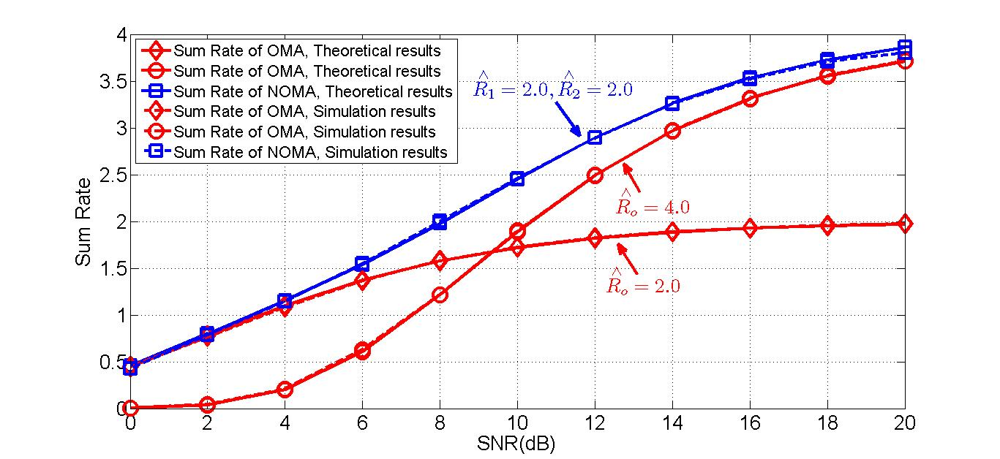 4
3.5
3
2.5
2
1.5
1
0.5
0
Sum Rate
Sum Rate of OMA, Theoretical results
Sum Rate of OMA, Theoretical results
Sum Rate of NOMA, Theoretical results
Sum Rate of OMA, Simulation results
Sum Rate of OMA, Simulation results
Sum Rate of NOMA, Simulation results
R̂₁ = 2.0, R̂₂ = 2.0
R̂ₒ = 4.0
R̂ₒ = 2.0
0 2 4 6 8 10 12 14 16 18 20
SNR(dB)